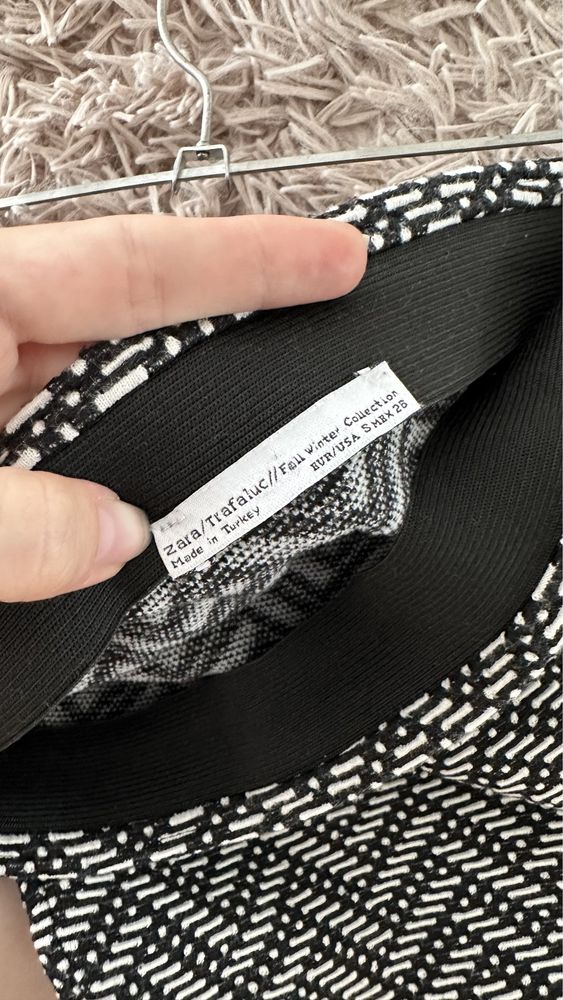 Zara/Trafaluc//Fall Winter Collection
Made in Turkey EUR/USA S MEX 26